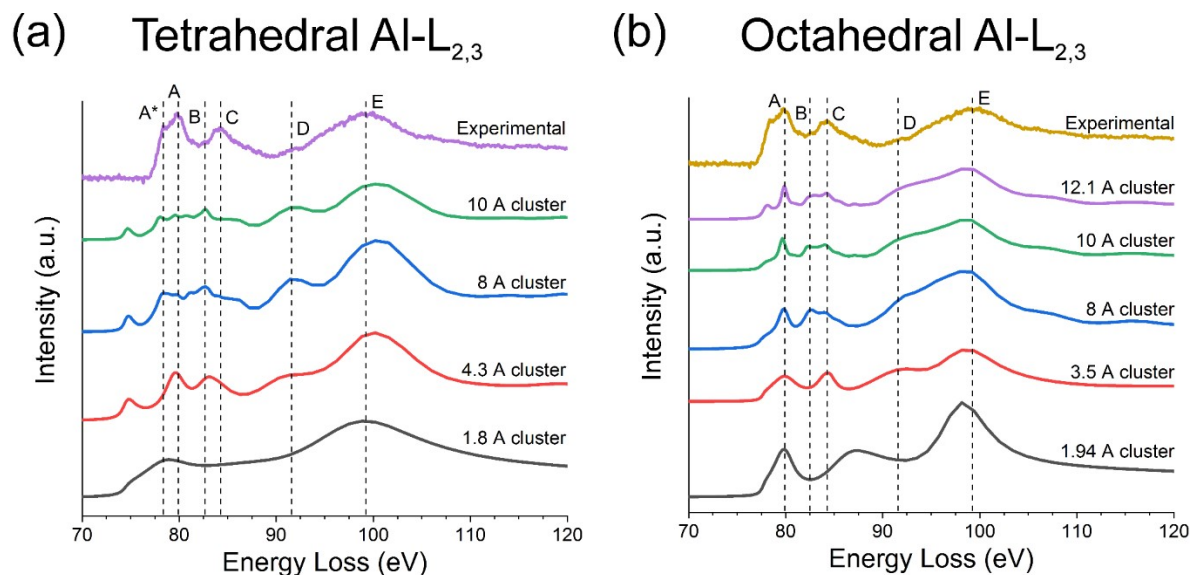 (a) Tetrahedral Al-L2,3
A* A B C D E
Experimental
10 A cluster
8 A cluster
4.3 A cluster
1.8 A cluster
Intensity (a.u.)
70 80 90 100 110 120
Energy Loss (eV)
(b) Octahedral Al-L2,3
A B C D E
Experimental
12.1 A cluster
10 A cluster
8 A cluster
3.5 A cluster
1.94 A cluster
Intensity (a.u.)
70 80 90 100 110 120
Energy Loss (eV)